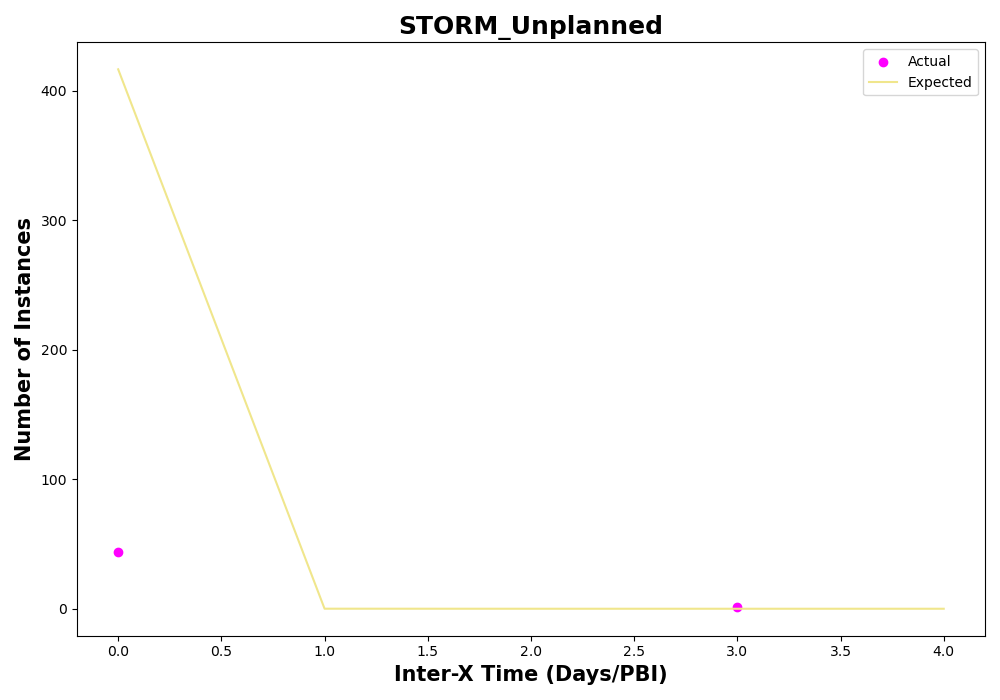 STORM_Unplanned
Actual
Expected
Number of Instances
400
300
200
100
0
0.0 0.5 1.0 1.5 2.0 2.5 3.0 3.5 4.0
Inter-X Time (Days/PBI)